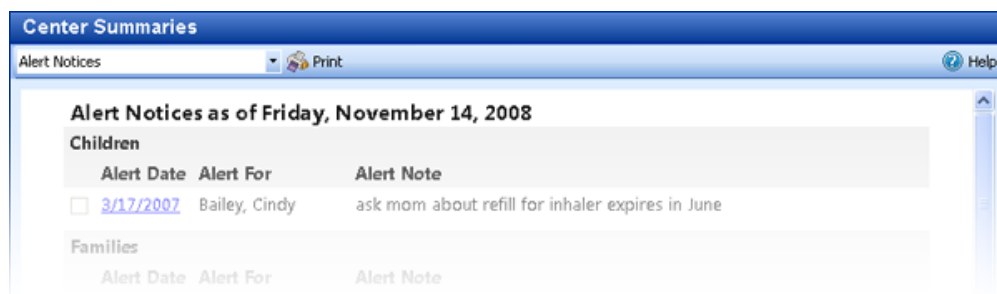 Center Summaries
Alert Notices Print Help
Alert Notices as of Friday, November 14, 2008
Children
Alert Date Alert For Alert Note
3/17/2007 Bailey, Cindy ask mom about refill for inhaler expires in June
Families
Alert Date Alert For Alert Note